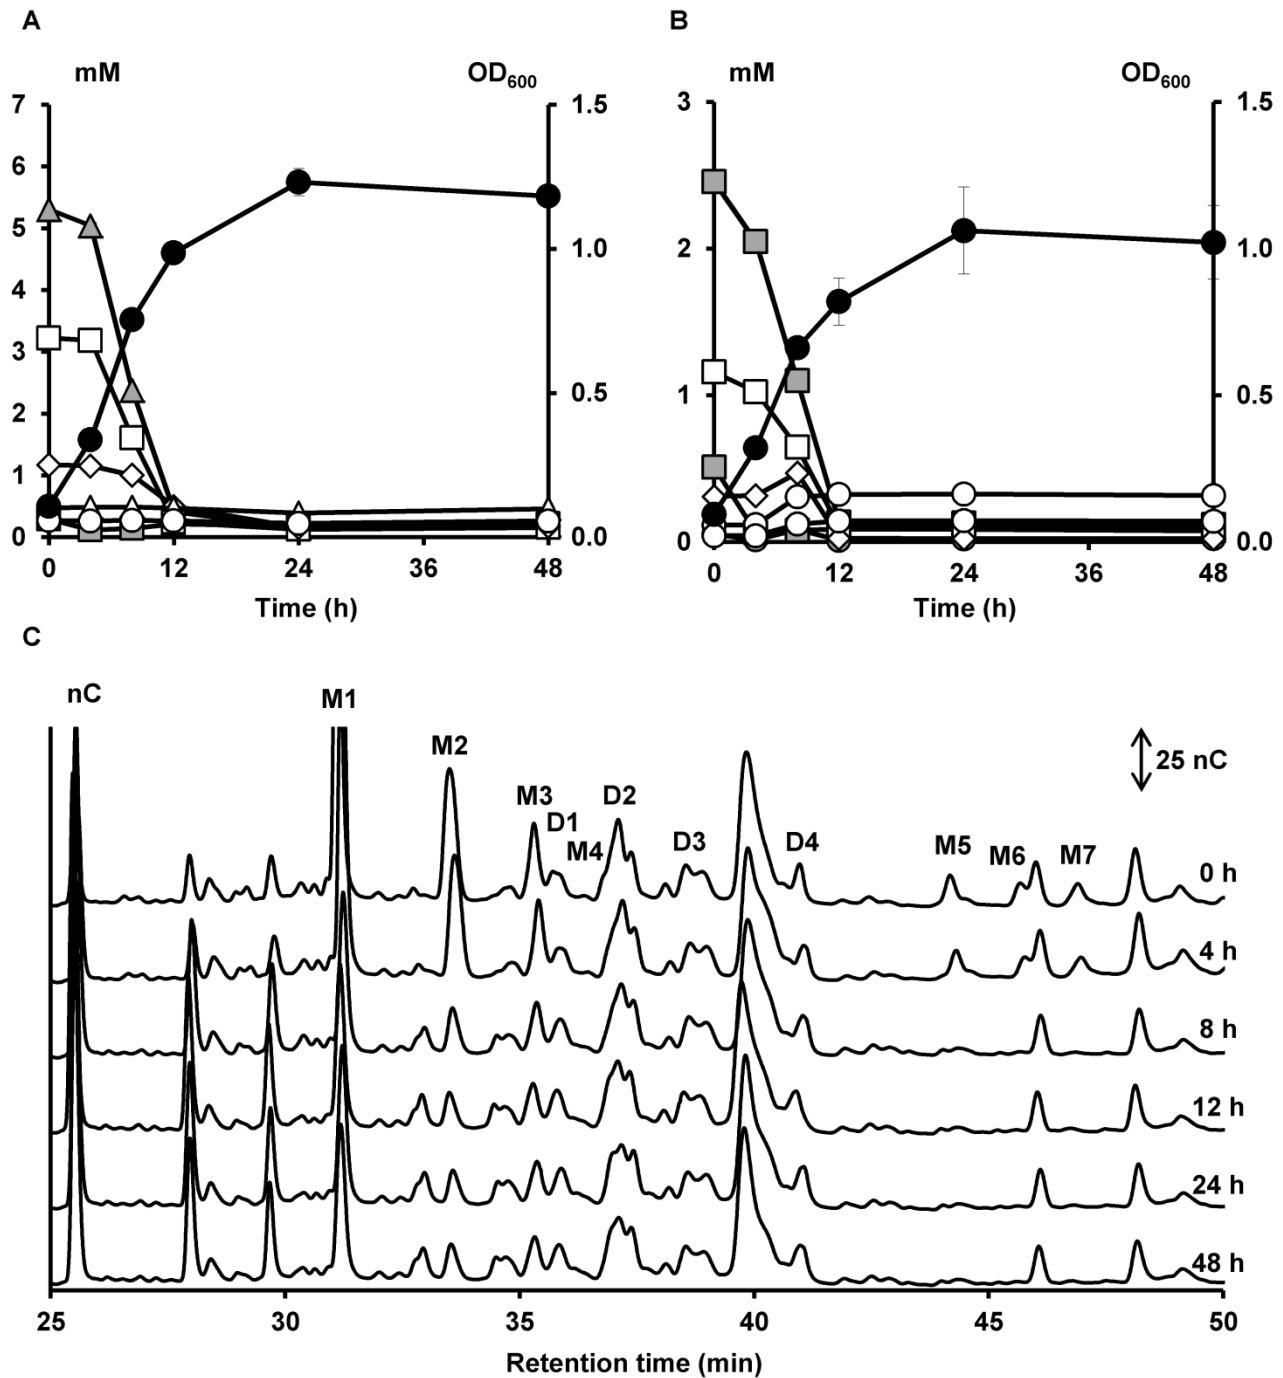 A
B
mM
OD600
mM
OD600
7
6
5
4
3
2
1
0
1.5
1.0
0.5
0.0
3
2
1
0
1.5
1.0
0.5
0.0
0 12 24 36 48
0 12 24 36 48
Time (h)
Time (h)
C
nC
M1
M2
M3
D1
M4
D2
D3
D4
M5
M6
M7
25 nC
0 h
4 h
8 h
12 h
24 h
48 h
25 30 35 40 45 50
Retention time (min)